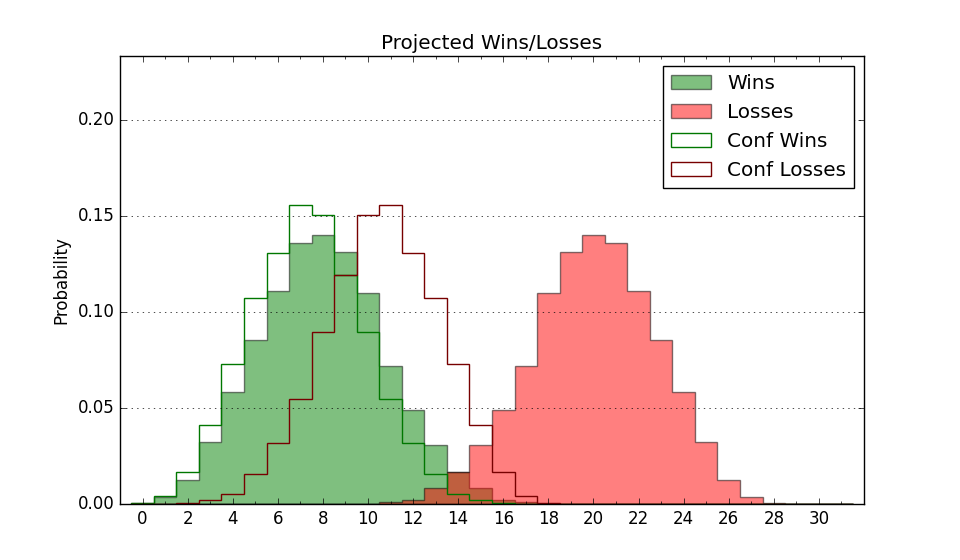 Projected Wins/Losses
Wins
Losses
Conf Wins
Conf Losses
Probability
0.20
0.15
0.10
0.05
0.00
0 2 4 6 8 10 12 14 16 18 20 22 24 26 28 30